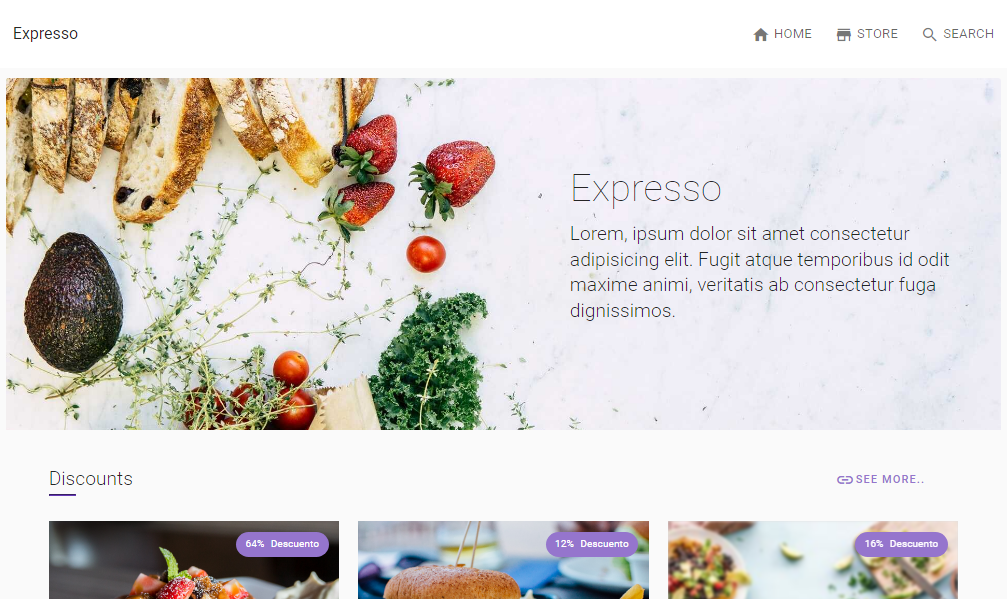 Expresso
HOME
STORE
SEARCH
Expresso
Lorem, ipsum dolor sit amet consectetur
adipisicing elit. Fugit atque temporibus id odit
maxime animi, veritatis ab consectetur fuga
dignissimos.
Discounts
SEE MORE..
64% Descuento
12% Descuento
16% Descuento